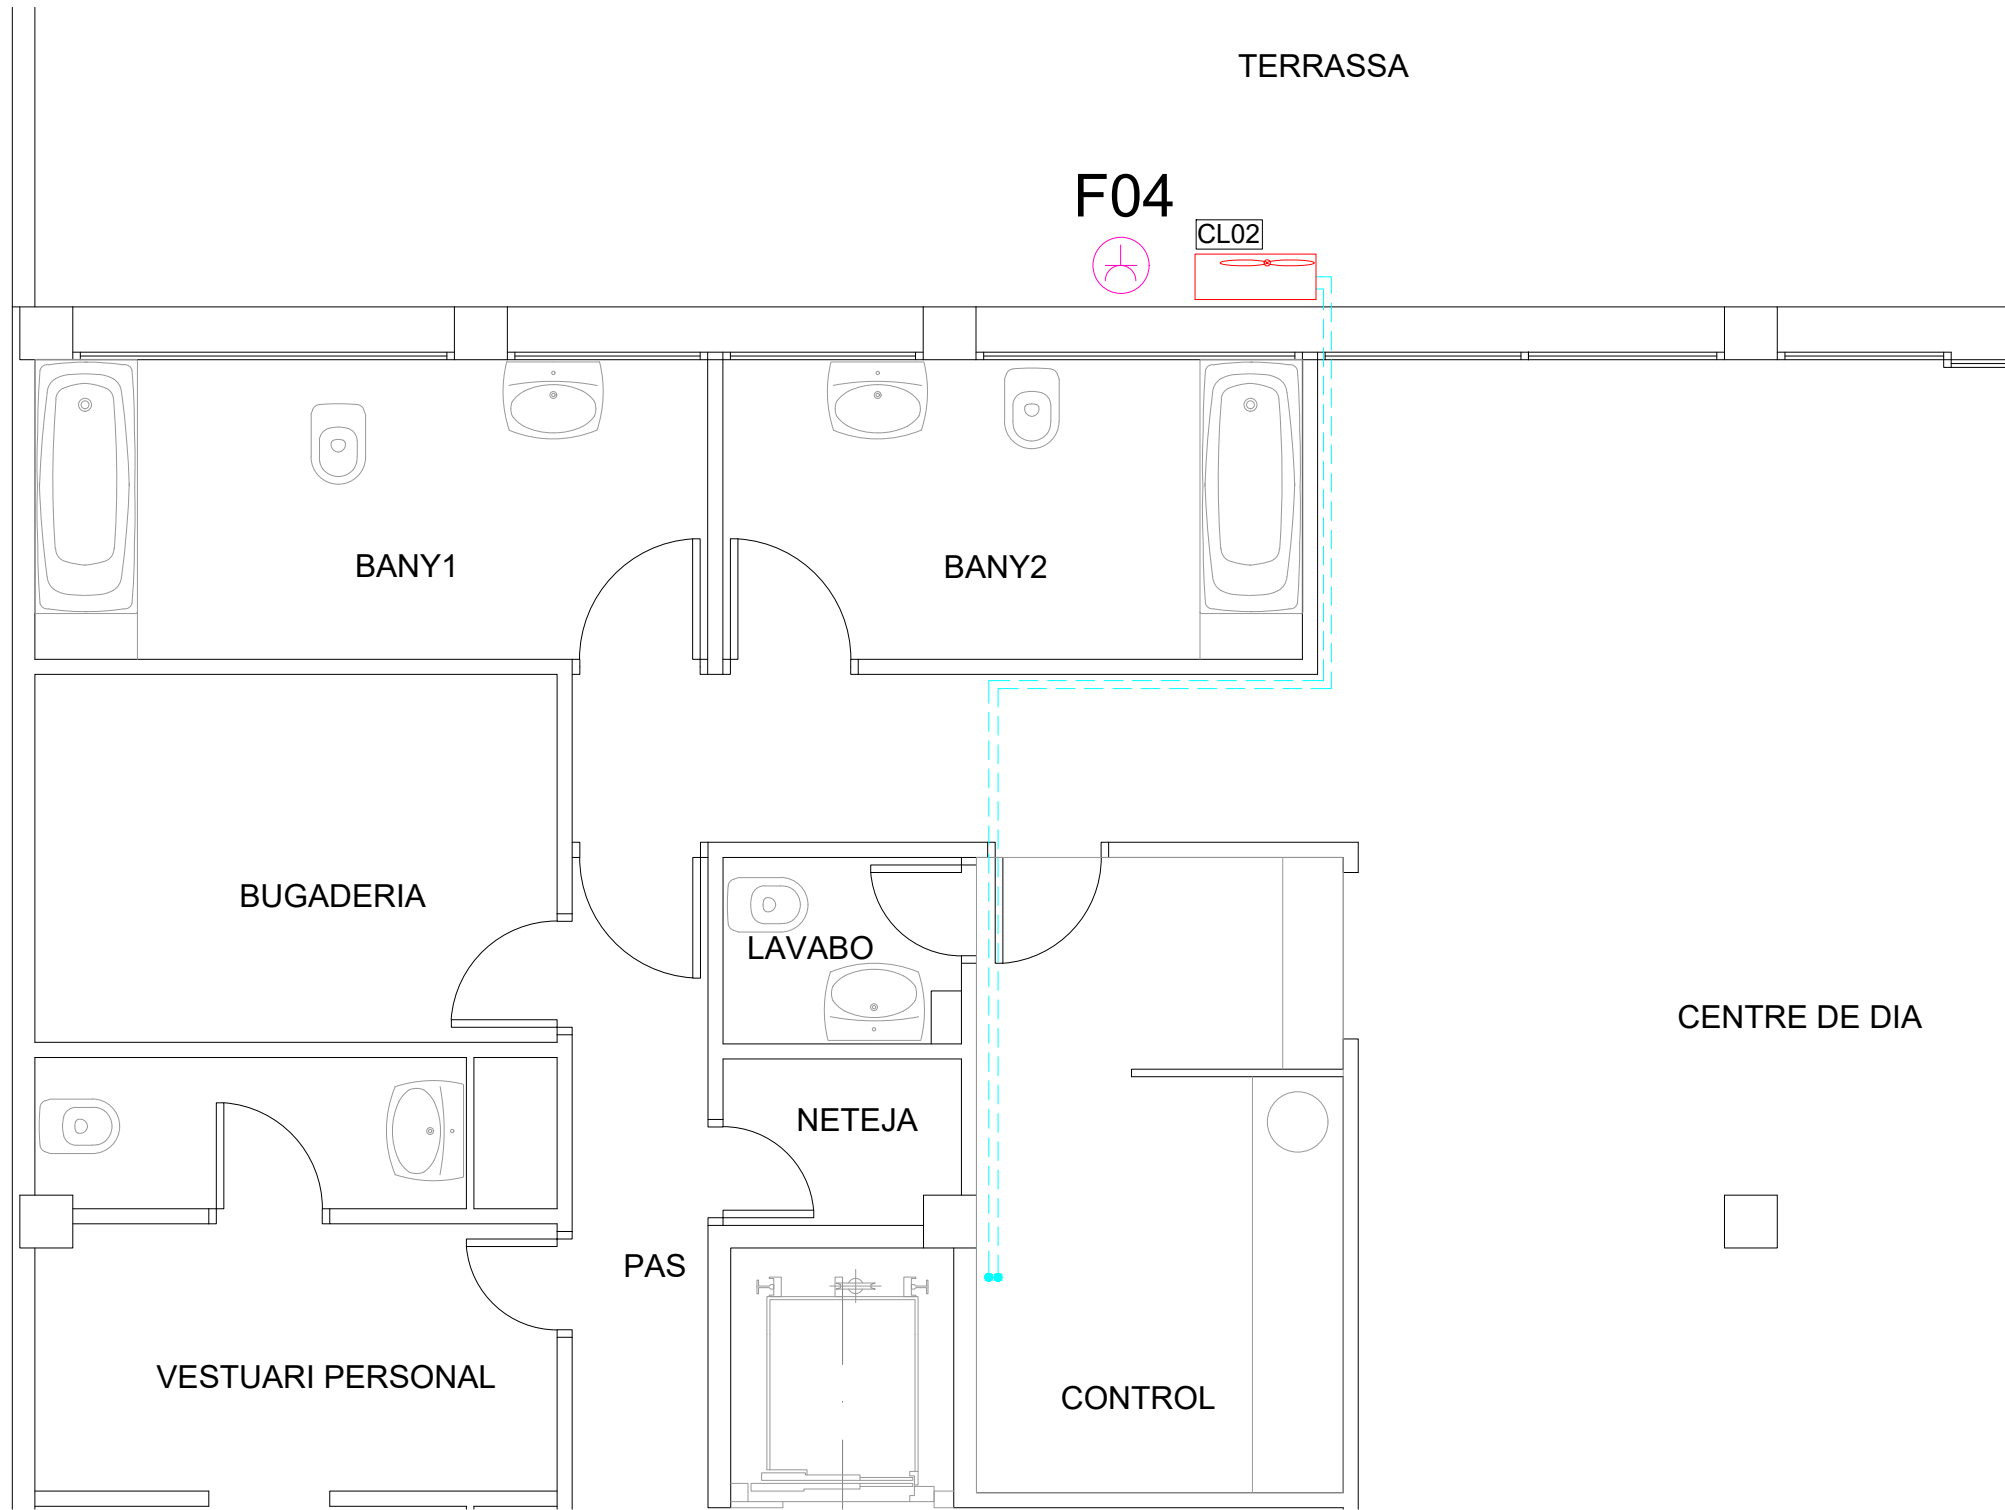 TERRASSA
F04
CL02
BANY1
BANY2
BUGADERIA
LAVABO
CENTRE DE DIA
NETEJA
PAS
VESTUARI PERSONAL
CONTROL